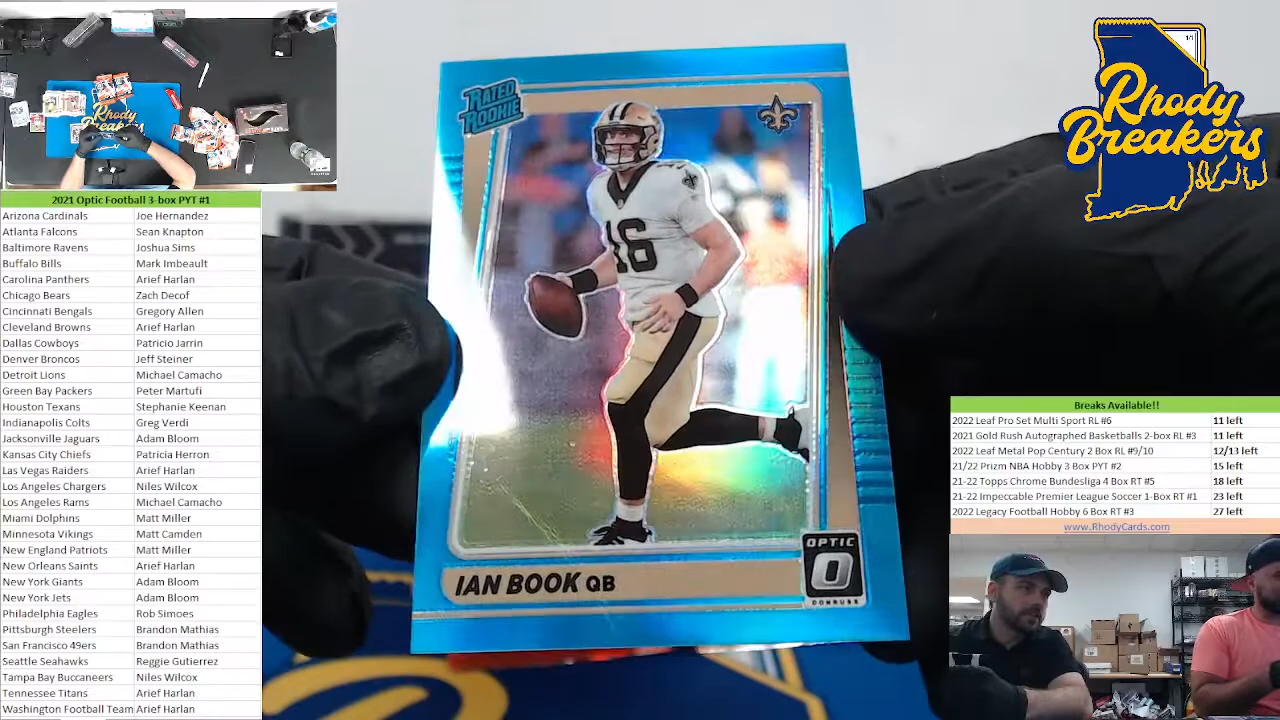 2021 Optic Football 3-box PYT #1
Arizona Cardinals Joe Hernandez
Atlanta Falcons Sean Knapton
Baltimore Ravens Joshua Sims
Buffalo Bills Mark Imbeault
Carolina Panthers Arief Harlan
Chicago Bears Zach Decof
Cincinnati Bengals Gregory Allen
Cleveland Browns Arief Harlan
Dallas Cowboys Patricio Jarrin
Denver Broncos Jeff Steiner
Detroit Lions Michael Camacho
Green Bay Packers Peter Martufi
Houston Texans Stephanie Keenan
Indianapolis Colts Greg Verdi
Jacksonville Jaguars Adam Bloom
Kansas City Chiefs Patricia Herron
Las Vegas Raiders Arief Harlan
Los Angeles Chargers Niles Wilcox
Los Angeles Rams Michael Camacho
Miami Dolphins Matt Miller
Minnesota Vikings Matt Camden
New England Patriots Matt Miller
New Orleans Saints Arief Harlan
New York Giants Adam Bloom
New York Jets Adam Bloom
Philadelphia Eagles Rob Simoes
Pittsburgh Steelers Brandon Mathias
San Francisco 49ers Brandon Mathias
Seattle Seahawks Reggie Gutierrez
Tampa Bay Buccaneers Niles Wilcox
Tennessee Titans Arief Harlan
Washington Football Team Arief Harlan
Rhody
Breakers
RATED
ROOKIE
16
OPTIC
O
DONRUSS
IAN BOOK QB
1/1
Rhody
Breakers
Breaks Available!!
2022 Leaf Pro Set Multi Sport RL #6 11 left
2021 Gold Rush Autographed Basketballs 2-box RL #3 11 left
2022 Leaf Metal Pop Century 2 Box RL #9/10 12/13 left
21/22 Prizm NBA Hobby 3 Box PYT #2 15 left
21-22 Topps Chrome Bundesliga 4 Box RT #5 18 left
21-22 Impeccable Premier League Soccer 1-Box RT #1 23 left
2022 Legacy Football Hobby 6 Box RT #3 27 left
www.RhodyCards.com